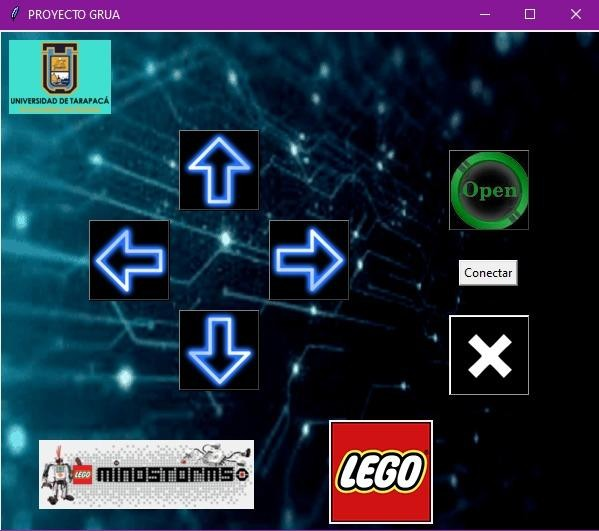 PROYECTO GRUA
UNIVERSIDAD DE TARAPACÁ
Open
Conectar
LEGO
mindstorms
LEGO